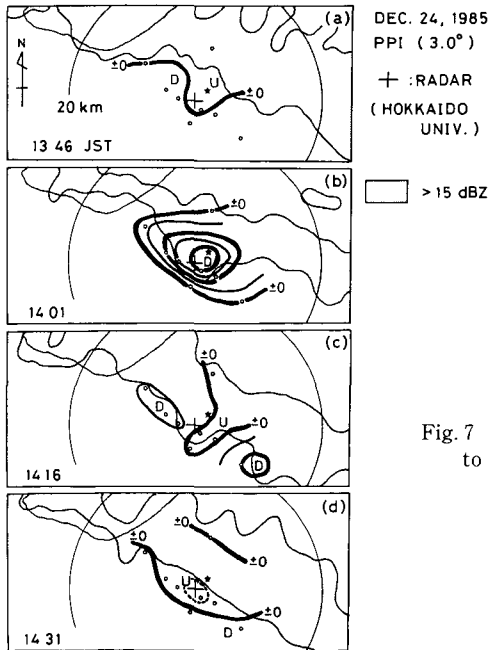 (a)
N
D
U
±0
±0
20 km
13 46 JST
DEC. 24, 1985
PPI (3.0°)
+ :RADAR
(HOKKAIDO
UNIV.)
> 15 dBZ
(b)
±0
D
±0
14 01
(c)
±0
D
U
±0
D
14 16
Fig. 7
to
(d)
±0
±0
U
±0
D
14 31